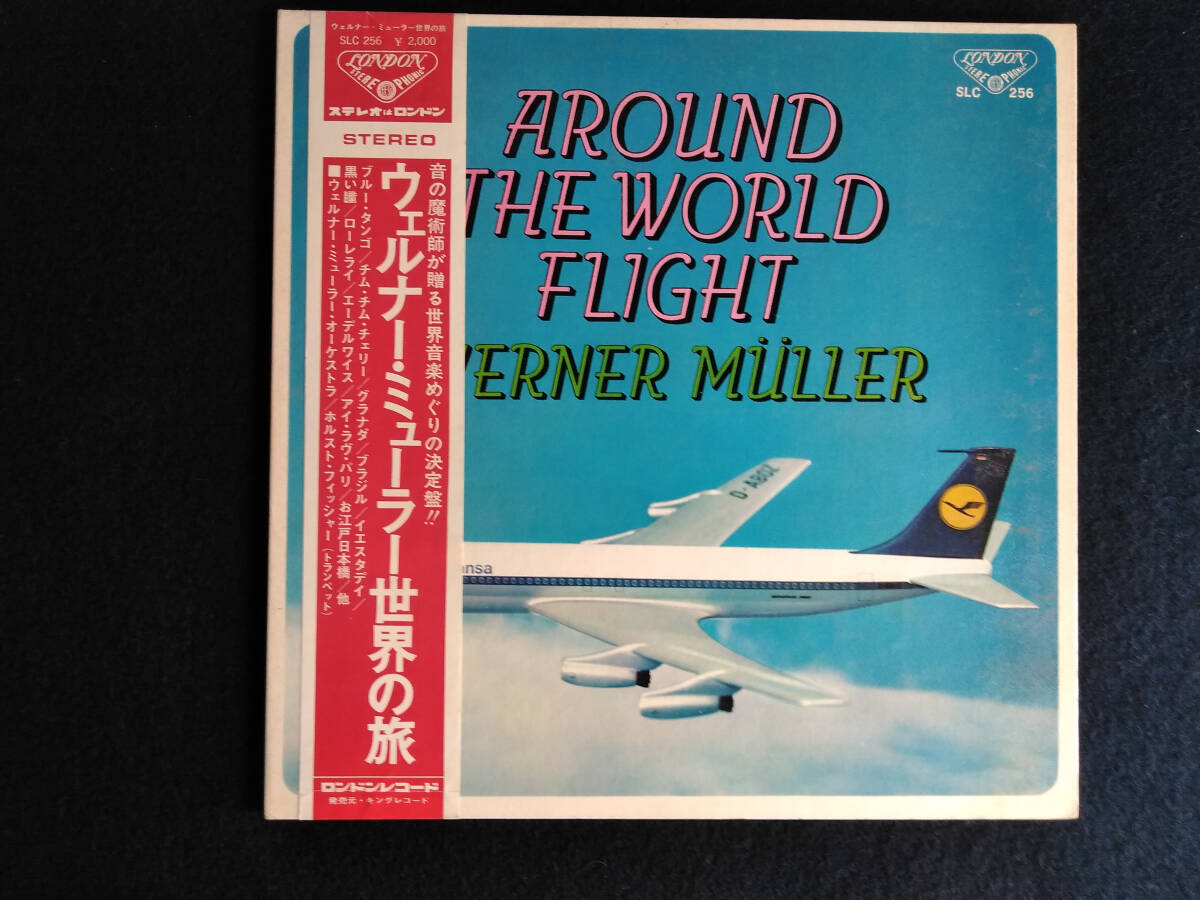 ウェルナー・ミューラー世界の旅
SLC 256 ¥ 2,000
LONDON
STEREOPHONIC
ステレオはロンドン
STEREO
音の魔術師が贈る世界音楽めぐりの決定盤!!
ウェルナー・ミューラー世界の旅
ブルー・タンゴ/チム・チム・チェリー/グラナダ/ブラジル/イエスタデイ/
黒い瞳/ローレライ/エーデルワイス/アイ・ラヴ・パリ/お江戸日本橋/他
■ウェルナー・ミューラー・オーケストラ/ホルスト・フィッシャー(トランペット)
ロンドンレコード
発売元・キングレコード
LONDON
STEREOPHONIC
SLC 256
AROUND
THE WORLD
FLIGHT
WERNER MÜLLER
D-ABOZ
ansa